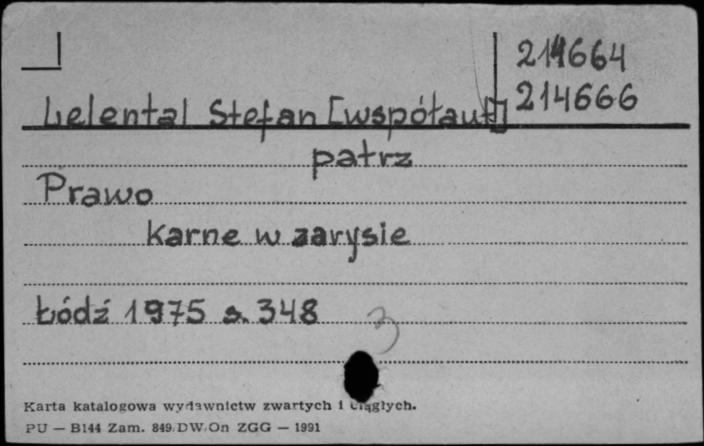 214664
214666
Lelental Stefan [współaut]
patrz
Prawo
karne w zarysie
Łódź 1975 s. 348
3
Karta katalogowa wydawnictw zwartych i ciągłych.
PU — B144 Zam. 849. DW. On ZGG — 1991